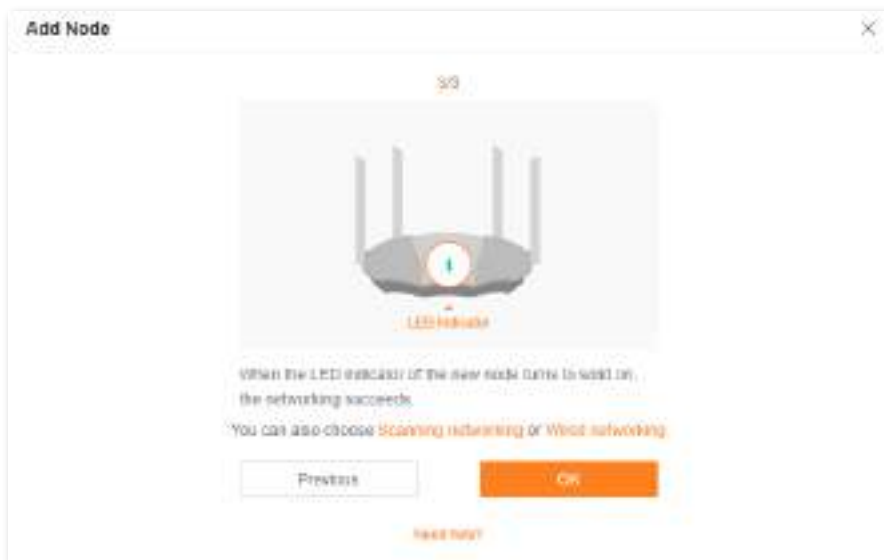 Add Node
3/3
LED Indicator
When the LED indicator of the new node turns to solid on,
the networking succeeds.
You can also choose Scanning networking or Wired networking
Previous
OK
Need help?